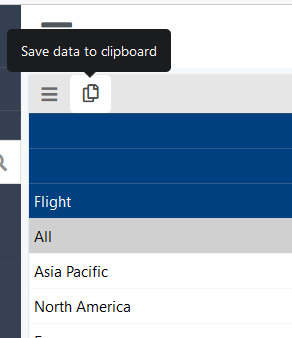 Save data to clipboard
Flight
All
Asia Pacific
North America